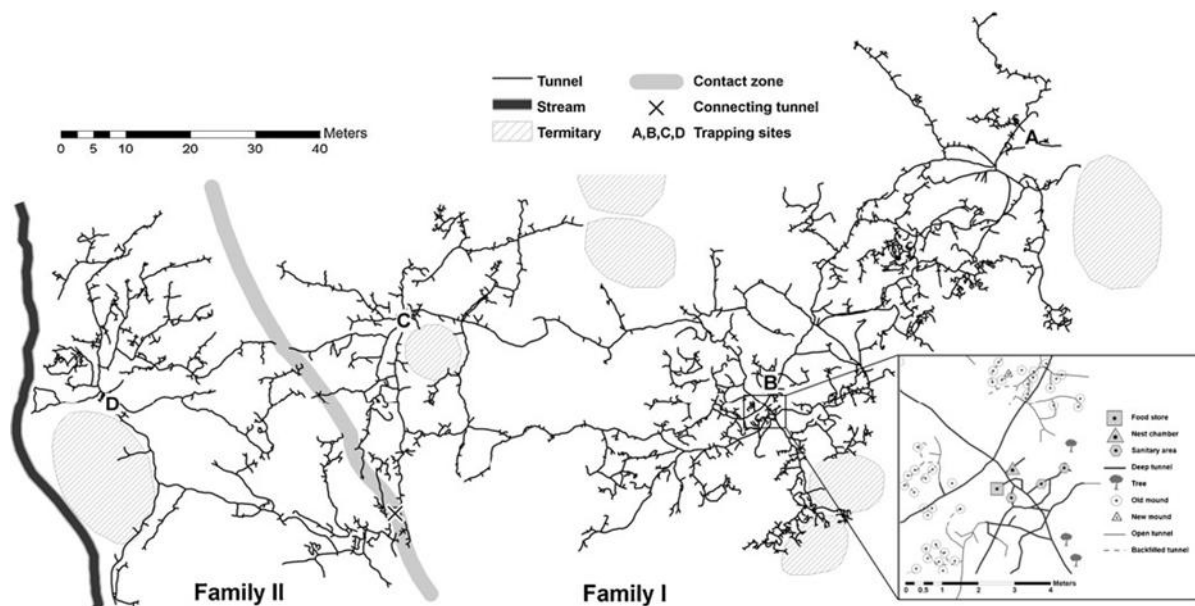 Tunnel
Stream
Termitary
Contact zone
Connecting tunnel
A,B,C,D Trapping sites
Meters
0 5 10 20 30 40
A
C
B
D
Family II
Family I
Food store
Nest chamber
Sanitary area
Deep tunnel
Tree
Old mound
New mound
Open tunnel
Backfilled tunnel
Meters
0 0.5 1 2 3 4